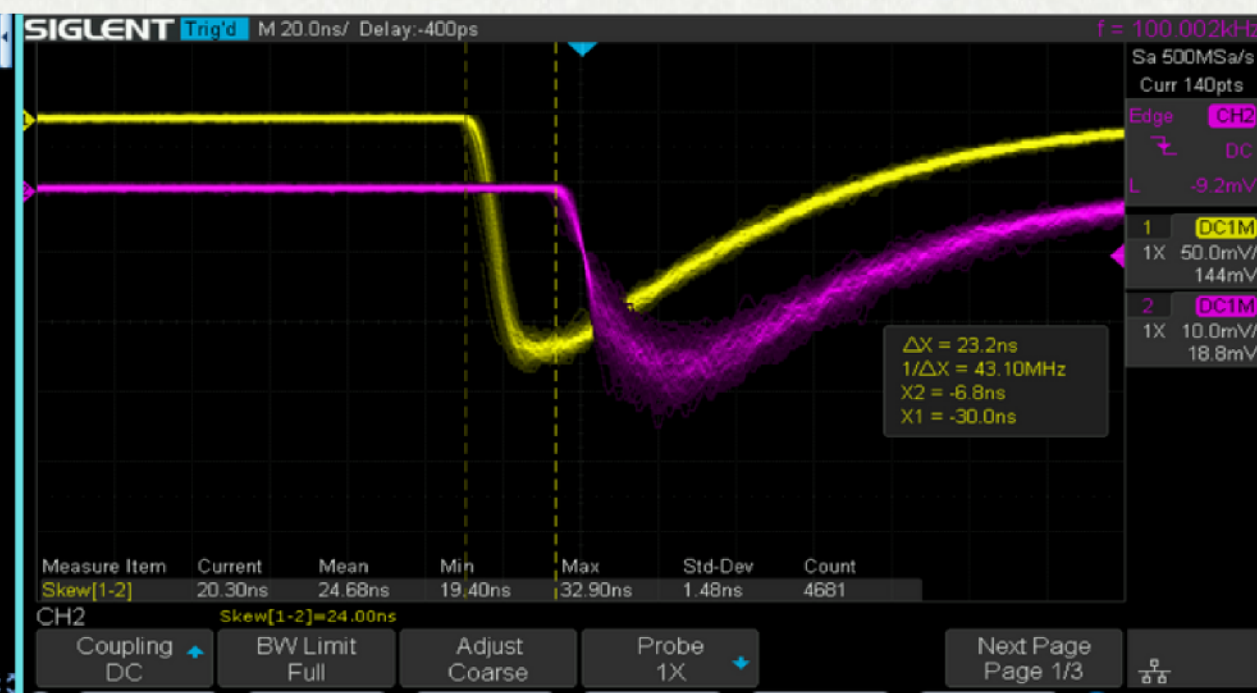 SIGLENT Trig'd M 20.0ns/ Delay:-400ps f = 100.002kHz
Sa 500MSa/s
Curr 140pts
Edge CH2
DC
L -9.2mV
1 DC1M
1X 50.0mV/
144mV
2 DC1M
1X 10.0mV/
18.8mV
ΔX = 23.2ns
1/ΔX = 43.10MHz
X2 = -6.8ns
X1 = -30.0ns
Measure Item Current Mean Min Max Std-Dev Count
Skew[1-2] 20.30ns 24.68ns 19.40ns 32.90ns 1.48ns 4681
CH2 Skew[1-2]=24.00ns
Coupling BW Limit Adjust Probe Next Page
DC Full Coarse 1X Page 1/3